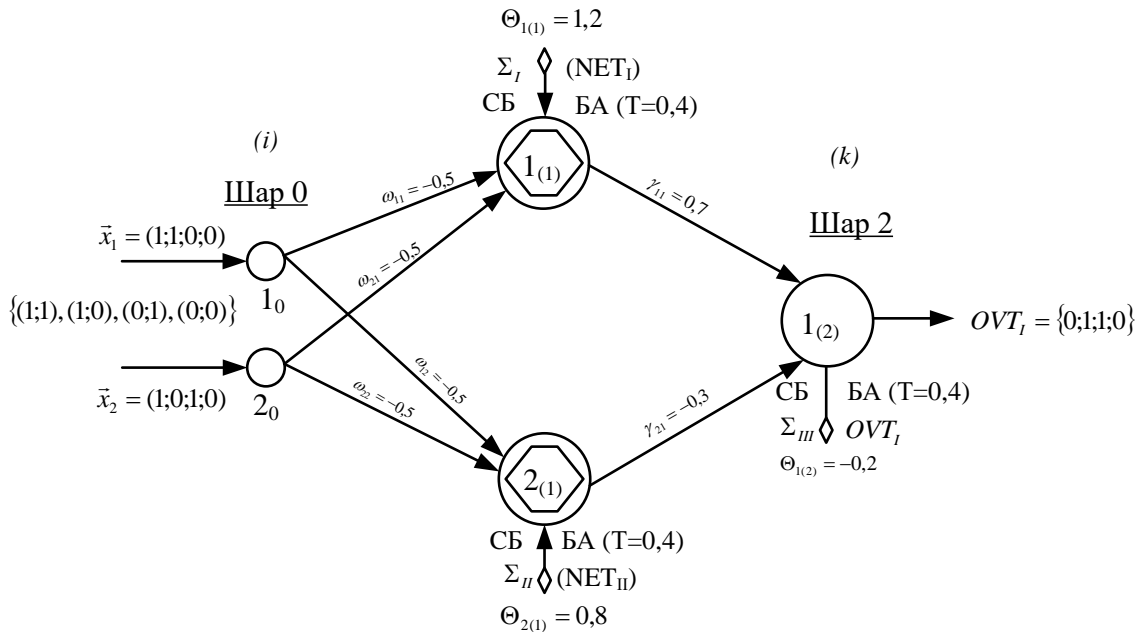 Θ1(1) = 1,2
ΣI (NETI)
СБ БА (T=0,4)
1(1)
(i)
Шар 0
(k)
Шар 2
ω11 = −0,5
ω21 = −0,5
ω12 = −0,5
ω22 = −0,5
γ11 = 0,7
γ21 = −0,3
x⃗1 = (1;1;0;0)
10
{(1;1),(1;0),(0;1),(0;0)}
x⃗2 = (1;0;1;0)
20
1(2)
OVTI = {0;1;1;0}
СБ БА (T=0,4)
ΣIII OVTI
Θ1(2) = −0,2
2(1)
СБ БА (T=0,4)
ΣII (NETII)
Θ2(1) = 0,8